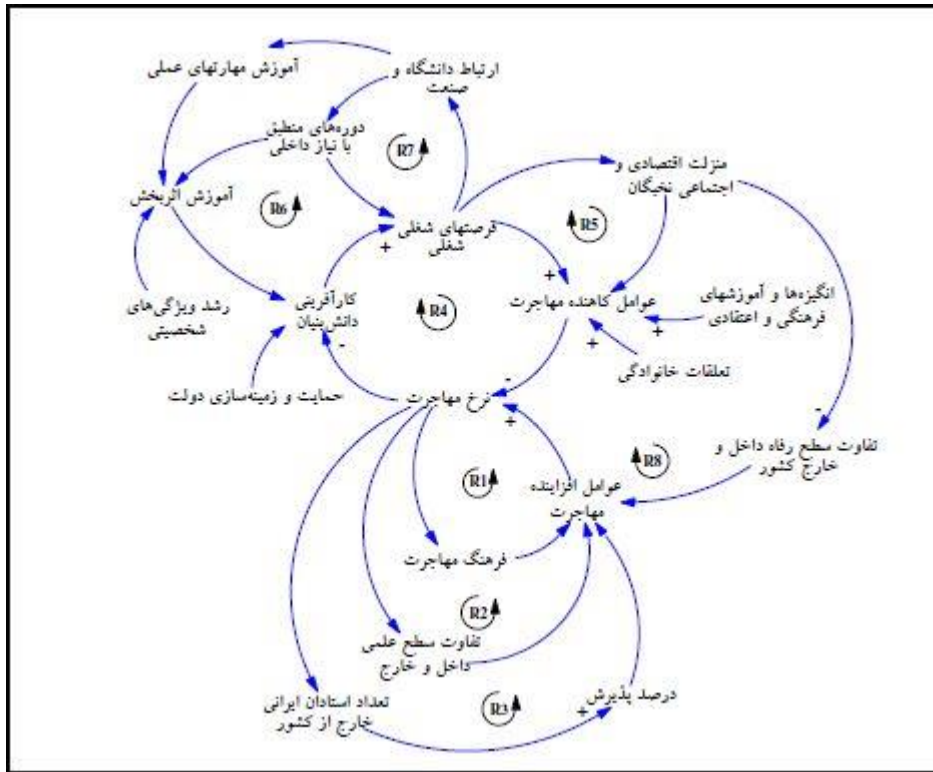 آموزش مهارتهای عملی
ارتباط دانشگاه و
صنعت
دوره‌های منطبق
با نیاز داخلی
R7
منزلت اقتصادی و
اجتماعی نخبگان
آموزش اثربخش
R6
فرصتهای شغلی
شغلی
+
R5
+
رشد ویژگی‌های
شخصیتی
کارآفرینی
دانش‌بنیان
-
R4
عوامل کاهنده مهاجرت
+
+
انگیزه‌ها و آموزشهای
فرهنگی و اعتقادی
تعلقات خانوادگی
حمایت و زمینه‌سازی دولت
نرخ مهاجرت
-
+
-
تفاوت سطح رفاه داخل و
خارج کشور
R8
R1
عوامل افزاینده
مهاجرت
فرهنگ مهاجرت
R2
تفاوت سطح علمی
داخل و خارج
تعداد استادان ایرانی
خارج از کشور
R3
+
درصد پذیرش